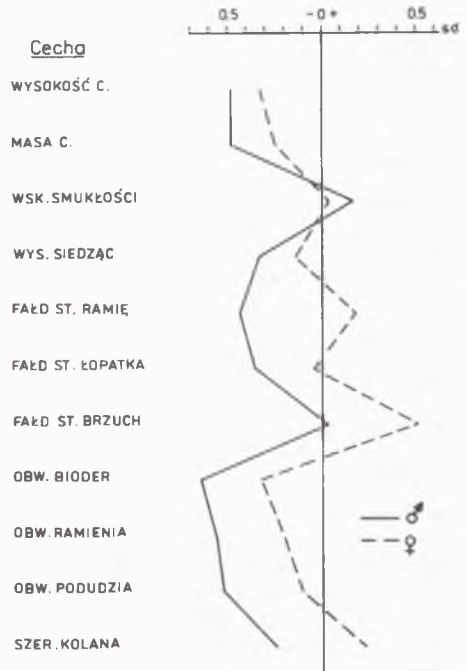 0.5 - 0 + 0.5
sd
Cecha
WYSOKOŚĆ C.
MASA C.
WSK. SMUKŁOŚCI
WYS. SIEDZĄC
FAŁD ST. RAMIĘ
FAŁD ST. ŁOPATKA
FAŁD ST. BRZUCH
OBW. BIODER
OBW. RAMIENIA
OBW. PODUDZIA
SZER. KOLANA
♂
♀